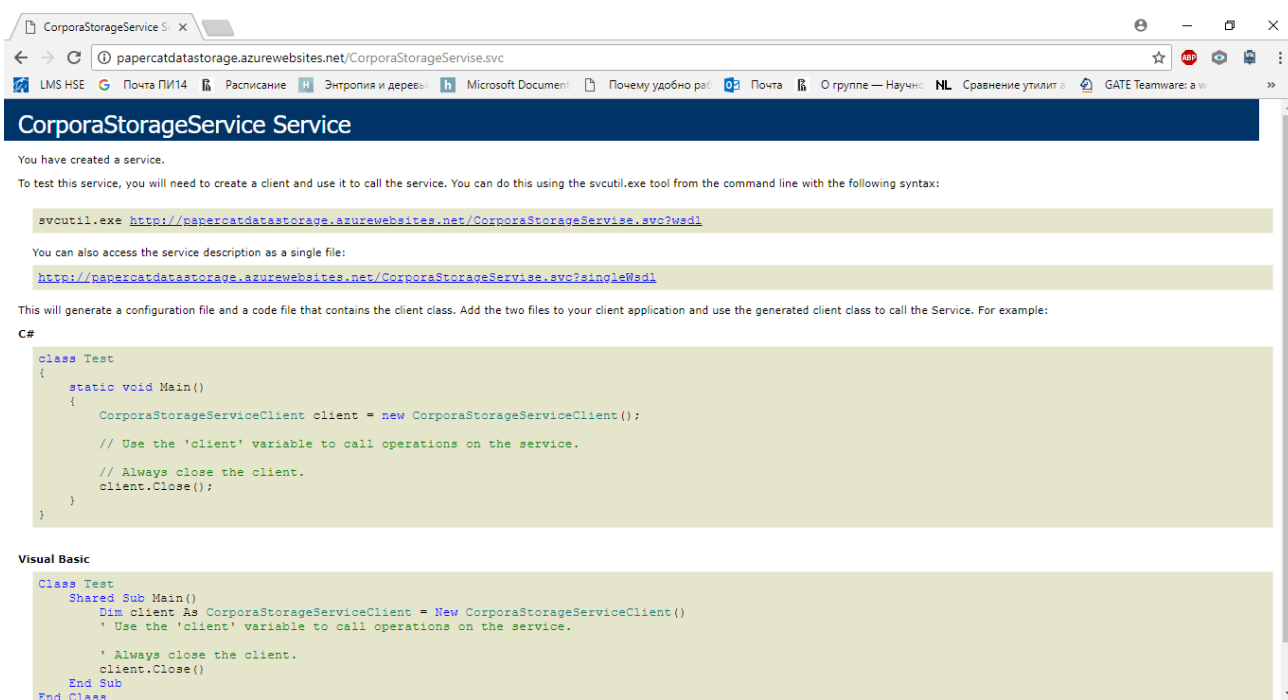 CorporaStorageService Se
papercatdatastorage.azurewebsites.net/CorporaStorageServise.svc
ABP
LMS HSE G Почта ПИ14 Расписание H Энтропия и деревь h Microsoft Document Почему удобно раб Почта О группе — Научно NL Сравнение утилит а GATE Teamware: a w »
CorporaStorageService Service
You have created a service.
To test this service, you will need to create a client and use it to call the service. You can do this using the svcutil.exe tool from the command line with the following syntax:
svcutil.exe http://papercatdatastorage.azurewebsites.net/CorporaStorageServise.svc?wsdl
You can also access the service description as a single file:
http://papercatdatastorage.azurewebsites.net/CorporaStorageServise.svc?singleWsdl
This will generate a configuration file and a code file that contains the client class. Add the two files to your client application and use the generated client class to call the Service. For example:
C#
class Test
{
    static void Main()
    {
        CorporaStorageServiceClient client = new CorporaStorageServiceClient();
        // Use the 'client' variable to call operations on the service.
        // Always close the client.
        client.Close();
    }
}
Visual Basic
Class Test
    Shared Sub Main()
        Dim client As CorporaStorageServiceClient = New CorporaStorageServiceClient()
        ' Use the 'client' variable to call operations on the service.
        ' Always close the client.
        client.Close()
    End Sub
End Class